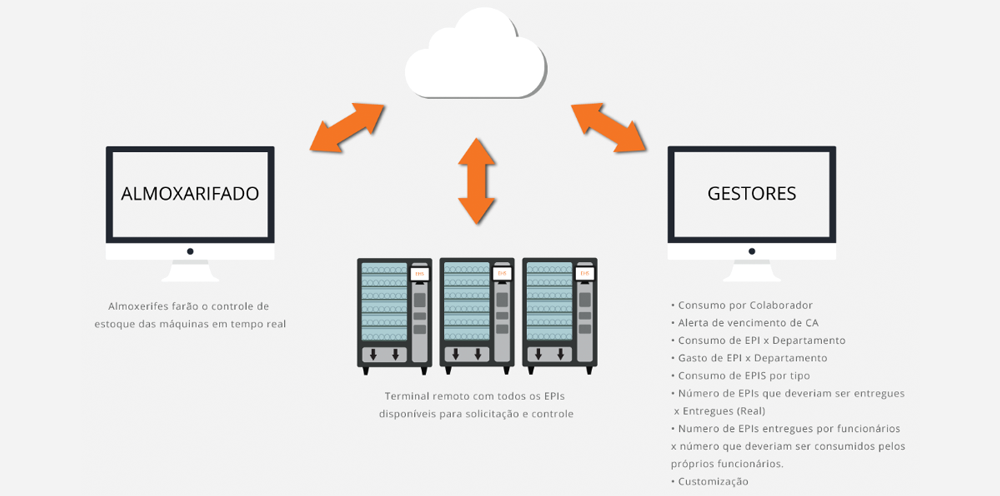 ALMOXARIFADO
GESTORES
Almoxerifes farão o controle de
estoque das máquinas em tempo real
Terminal remoto com todos os EPIs
disponíveis para solicitação e controle
• Consumo por Colaborador
• Alerta de vencimento de CA
• Consumo de EPI x Departamento
• Gasto de EPI x Departamento
• Consumo de EPIS por tipo
• Número de EPIs que deveriam ser entregues
x Entregues (Real)
• Numero de EPIs entregues por funcionários
x número que deveriam ser consumidos pelos
próprios funcionários.
• Customização